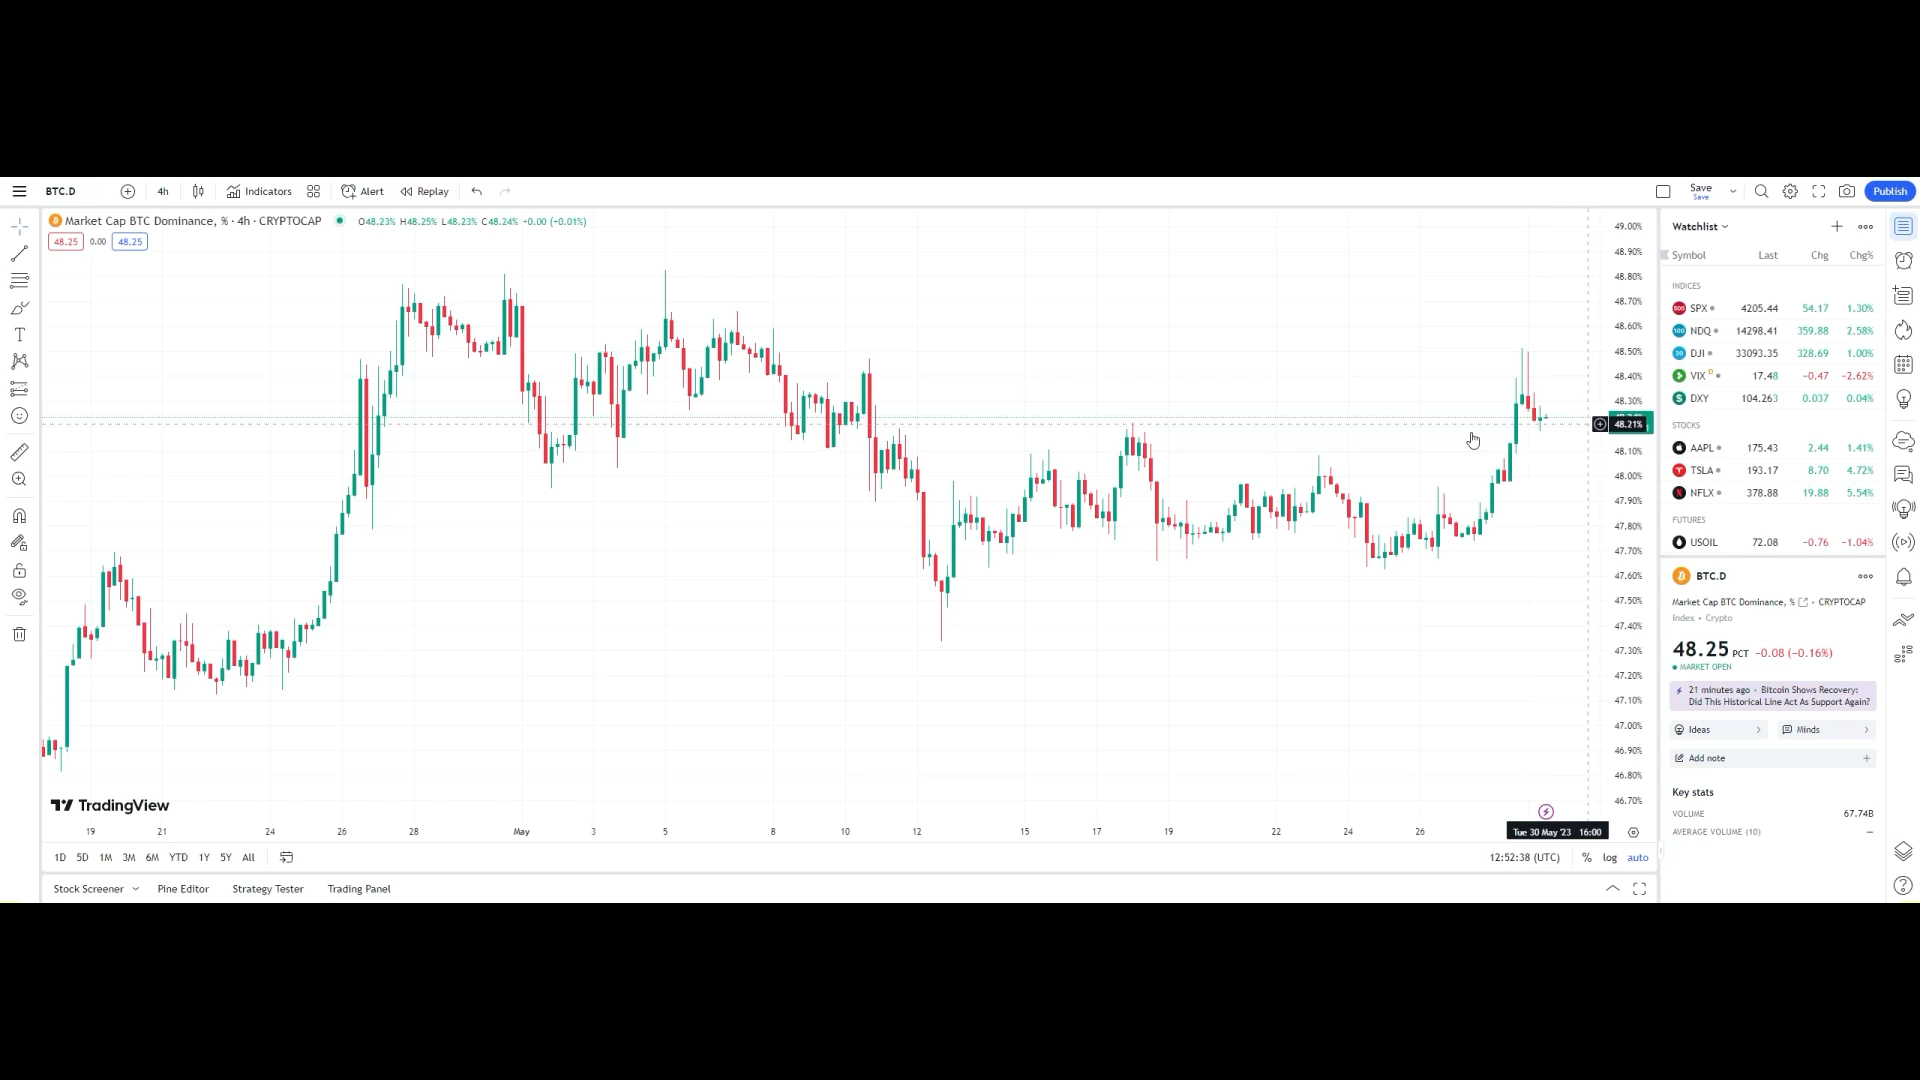 BTC.D 4h Indicators Alert Replay Save Save Publish
Market Cap BTC Dominance, % · 4h · CRYPTOCAP O48.23% H48.25% L48.23% C48.24% +0.00 (+0.01%)
48.25 0.00 48.25
49.00%
48.90%
48.80%
48.70%
48.60%
48.50%
48.40%
48.30%
48.21%
48.10%
48.00%
47.90%
47.80%
47.70%
47.60%
47.50%
47.40%
47.30%
47.20%
47.10%
47.00%
46.90%
46.80%
46.70%
TradingView
19 21 24 26 28 May 3 5 8 10 12 15 17 19 22 24 26 Tue 30 May '23 16:00
1D 5D 1M 3M 6M YTD 1Y 5Y All 12:52:38 (UTC) % log auto
Stock Screener Pine Editor Strategy Tester Trading Panel
Watchlist
Symbol Last Chg Chg%
INDICES
500 SPX 4205.44 54.17 1.30%
100 NDQ 14298.41 359.88 2.58%
30 DJI 33093.35 328.69 1.00%
VIX D 17.48 −0.47 −2.62%
$ DXY 104.263 0.037 0.04%
STOCKS
AAPL 175.43 2.44 1.41%
TSLA 193.17 8.70 4.72%
NFLX 378.88 19.88 5.54%
FUTURES
USOIL 72.08 −0.76 −1.04%
BTC.D
Market Cap BTC Dominance, % • CRYPTOCAP
Index • Crypto
48.25 PCT −0.08 (−0.16%)
MARKET OPEN
21 minutes ago • Bitcoin Shows Recovery:
Did This Historical Line Act As Support Again?
Ideas Minds
Add note
Key stats
VOLUME 67.74B
AVERAGE VOLUME (10) —